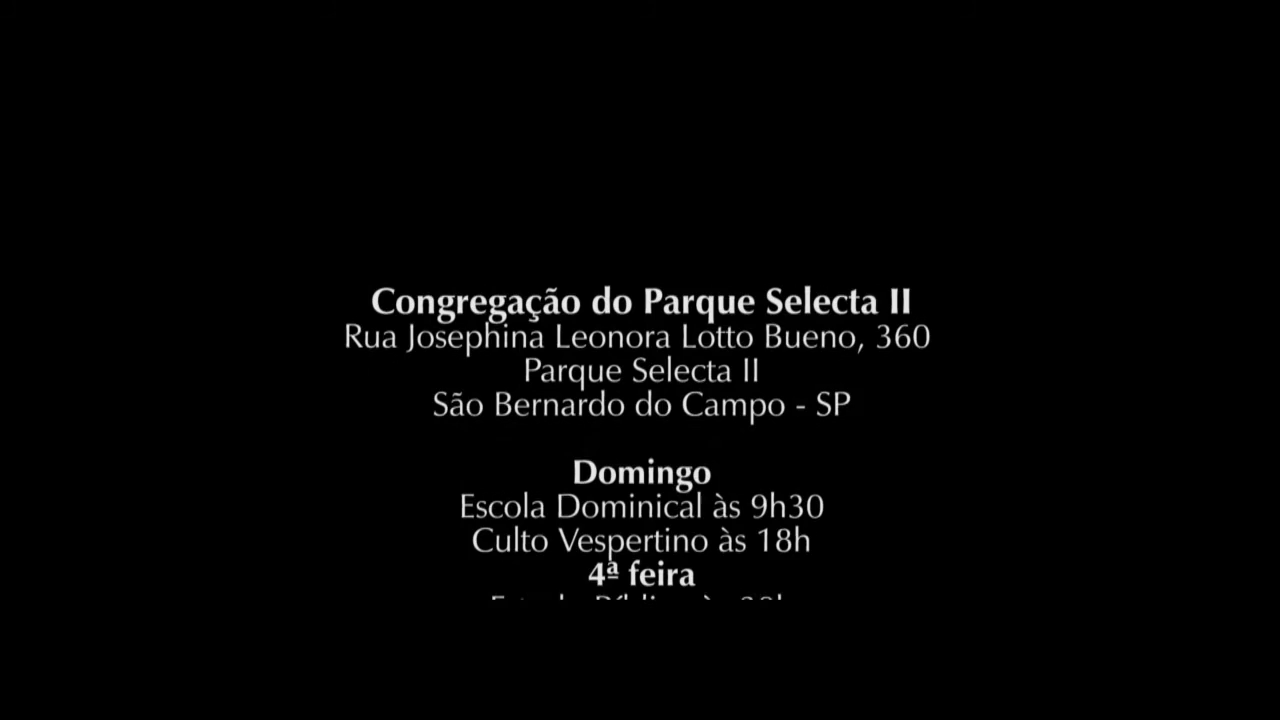 Congregação do Parque Selecta II
Rua Josephina Leonora Lotto Bueno, 360
Parque Selecta II
São Bernardo do Campo - SP
Domingo
Escola Dominical às 9h30
Culto Vespertino às 18h
4ª feira